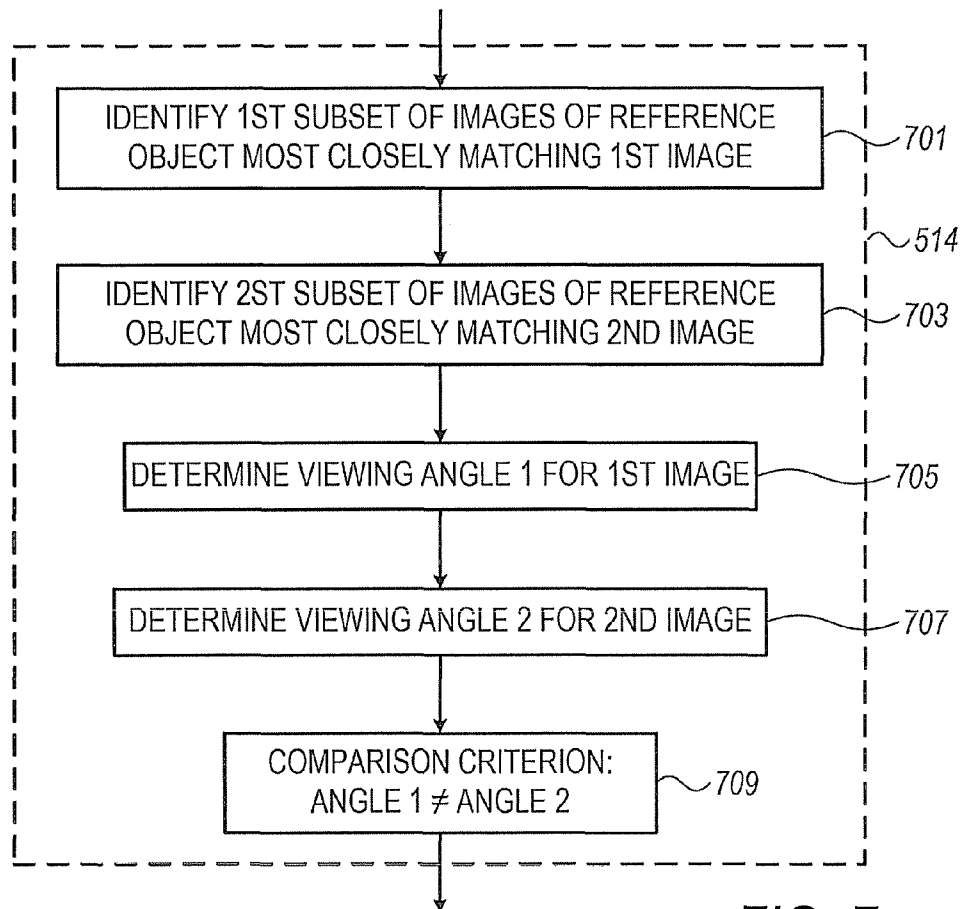 IDENTIFY 1ST SUBSET OF IMAGES OF REFERENCE
OBJECT MOST CLOSELY MATCHING 1ST IMAGE
701
514
IDENTIFY 2ST SUBSET OF IMAGES OF REFERENCE
OBJECT MOST CLOSELY MATCHING 2ND IMAGE
703
DETERMINE VIEWING ANGLE 1 FOR 1ST IMAGE
705
DETERMINE VIEWING ANGLE 2 FOR 2ND IMAGE
707
COMPARISON CRITERION:
ANGLE 1 ≠ ANGLE 2
709